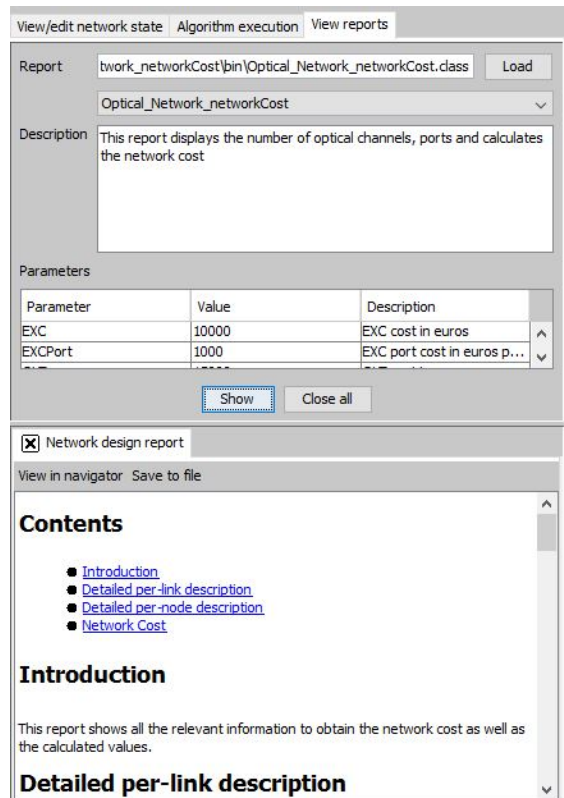 View/edit network state Algorithm execution View reports
Report twork_networkCost\bin\Optical_Network_networkCost.class Load
Optical_Network_networkCost
Description This report displays the number of optical channels, ports and calculates
the network cost
Parameters
Parameter Value Description
EXC 10000 EXC cost in euros
EXCPort 1000 EXC port cost in euros p...
Show Close all
Network design report
View in navigator Save to file
Contents
Introduction
Detailed per-link description
Detailed per-node description
Network Cost
Introduction
This report shows all the relevant information to obtain the network cost as well as
the calculated values.
Detailed per-link description